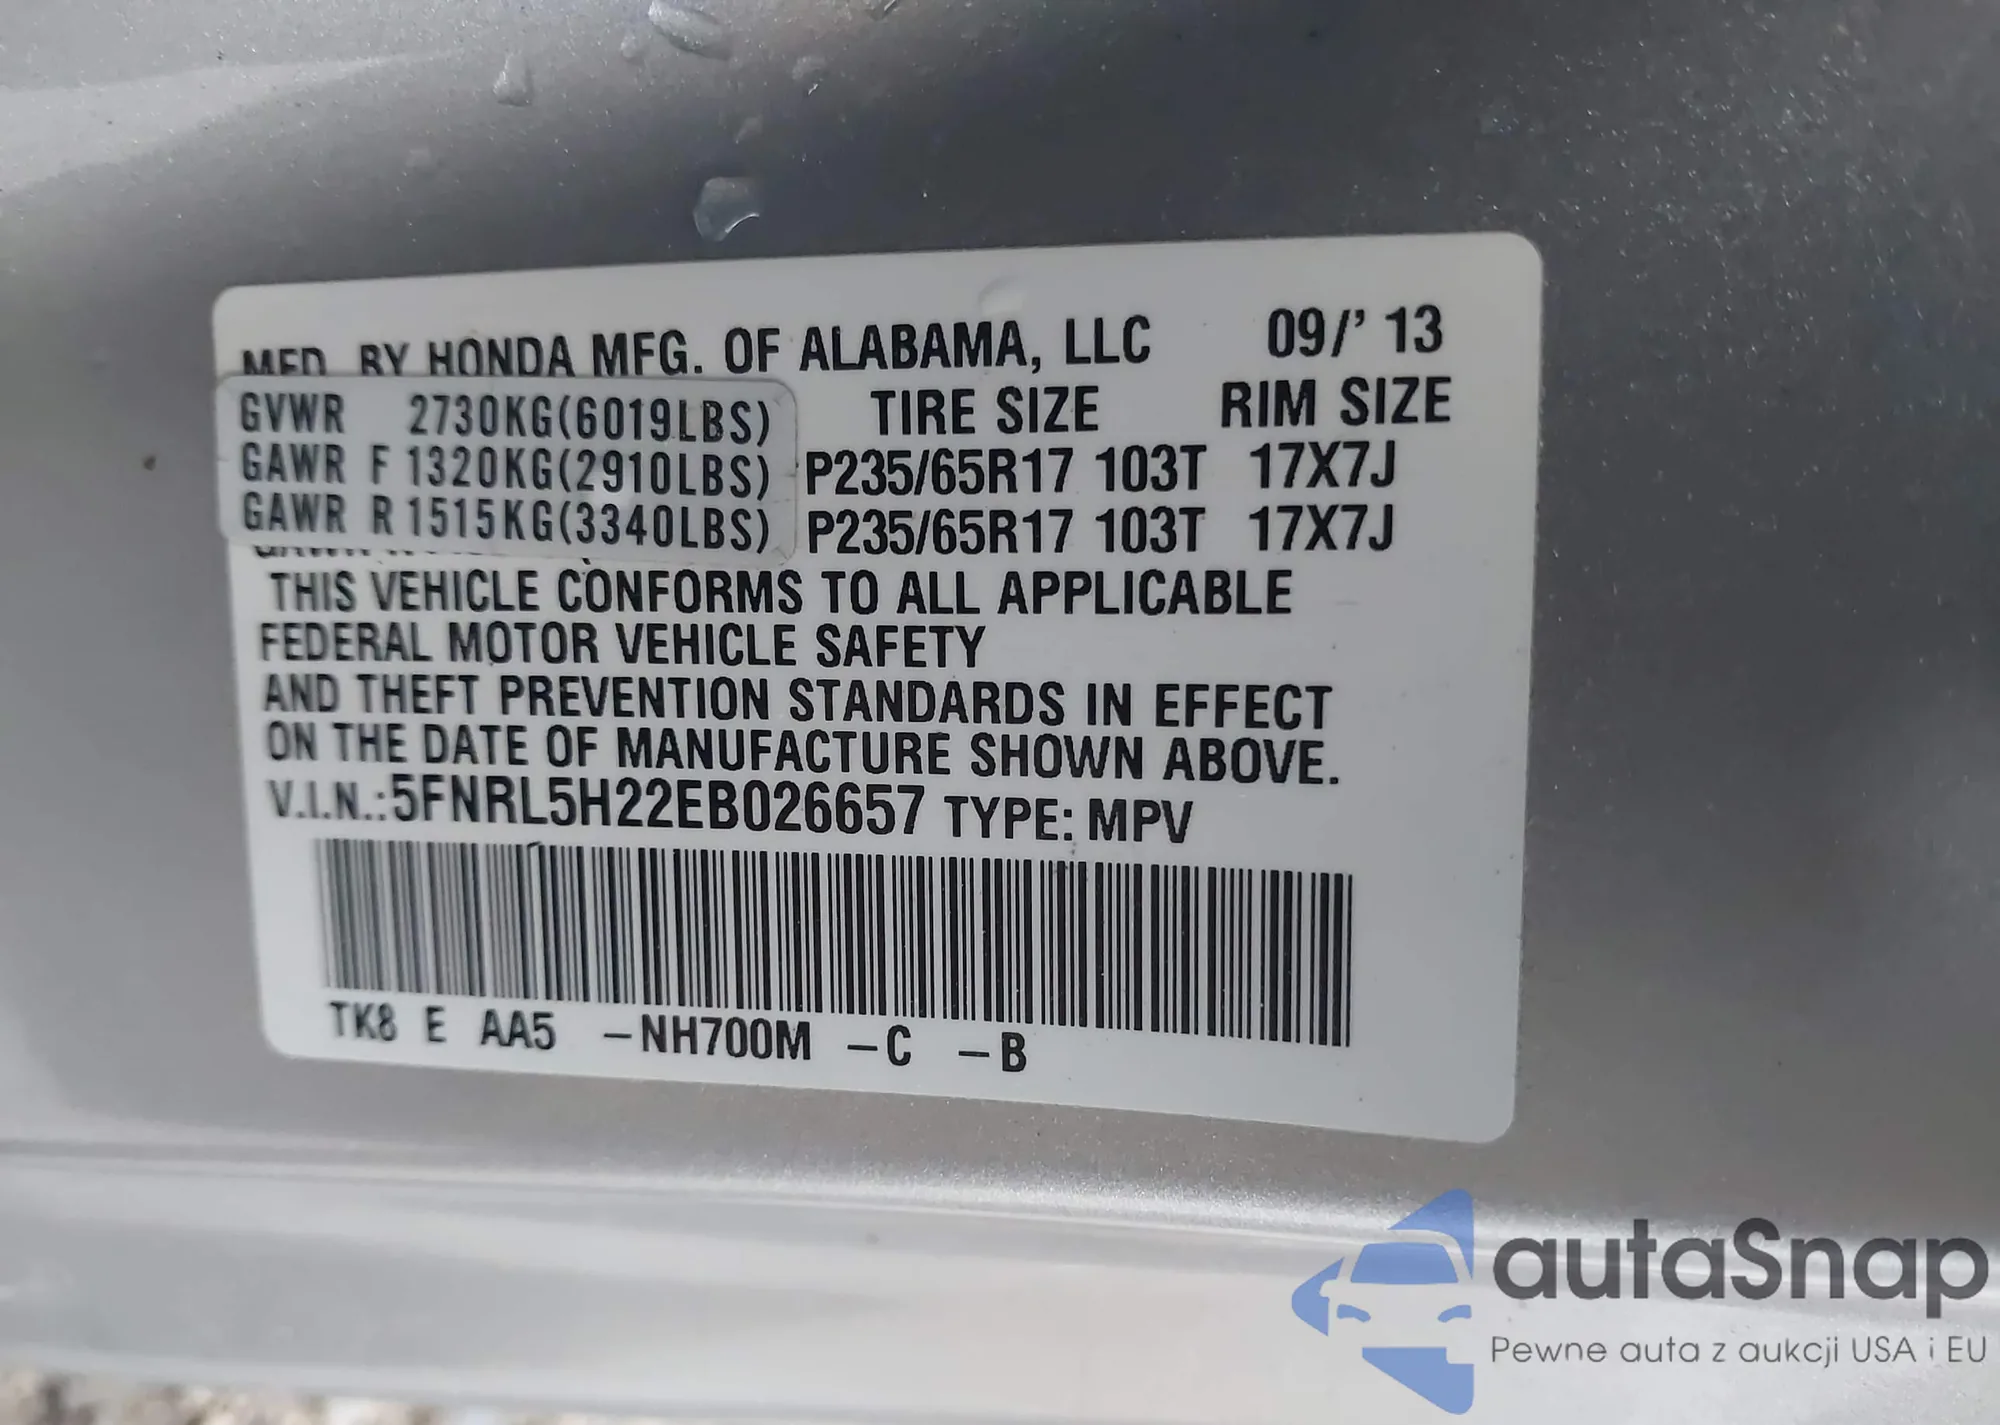 MFD. BY HONDA MFG. OF ALABAMA, LLC 09/'13
GVWR 2730KG(6019LBS) TIRE SIZE RIM SIZE
GAWR F 1320KG(2910LBS) P235/65R17 103T 17X7J
GAWR R 1515KG(3340LBS) P235/65R17 103T 17X7J
THIS VEHICLE CONFORMS TO ALL APPLICABLE
FEDERAL MOTOR VEHICLE SAFETY
AND THEFT PREVENTION STANDARDS IN EFFECT
ON THE DATE OF MANUFACTURE SHOWN ABOVE.
V.I.N.:5FNRL5H22EB026657 TYPE: MPV
TK8 E AA5 -NH700M -C -B
autaSnap
Pewne auta z aukcji USA i EU